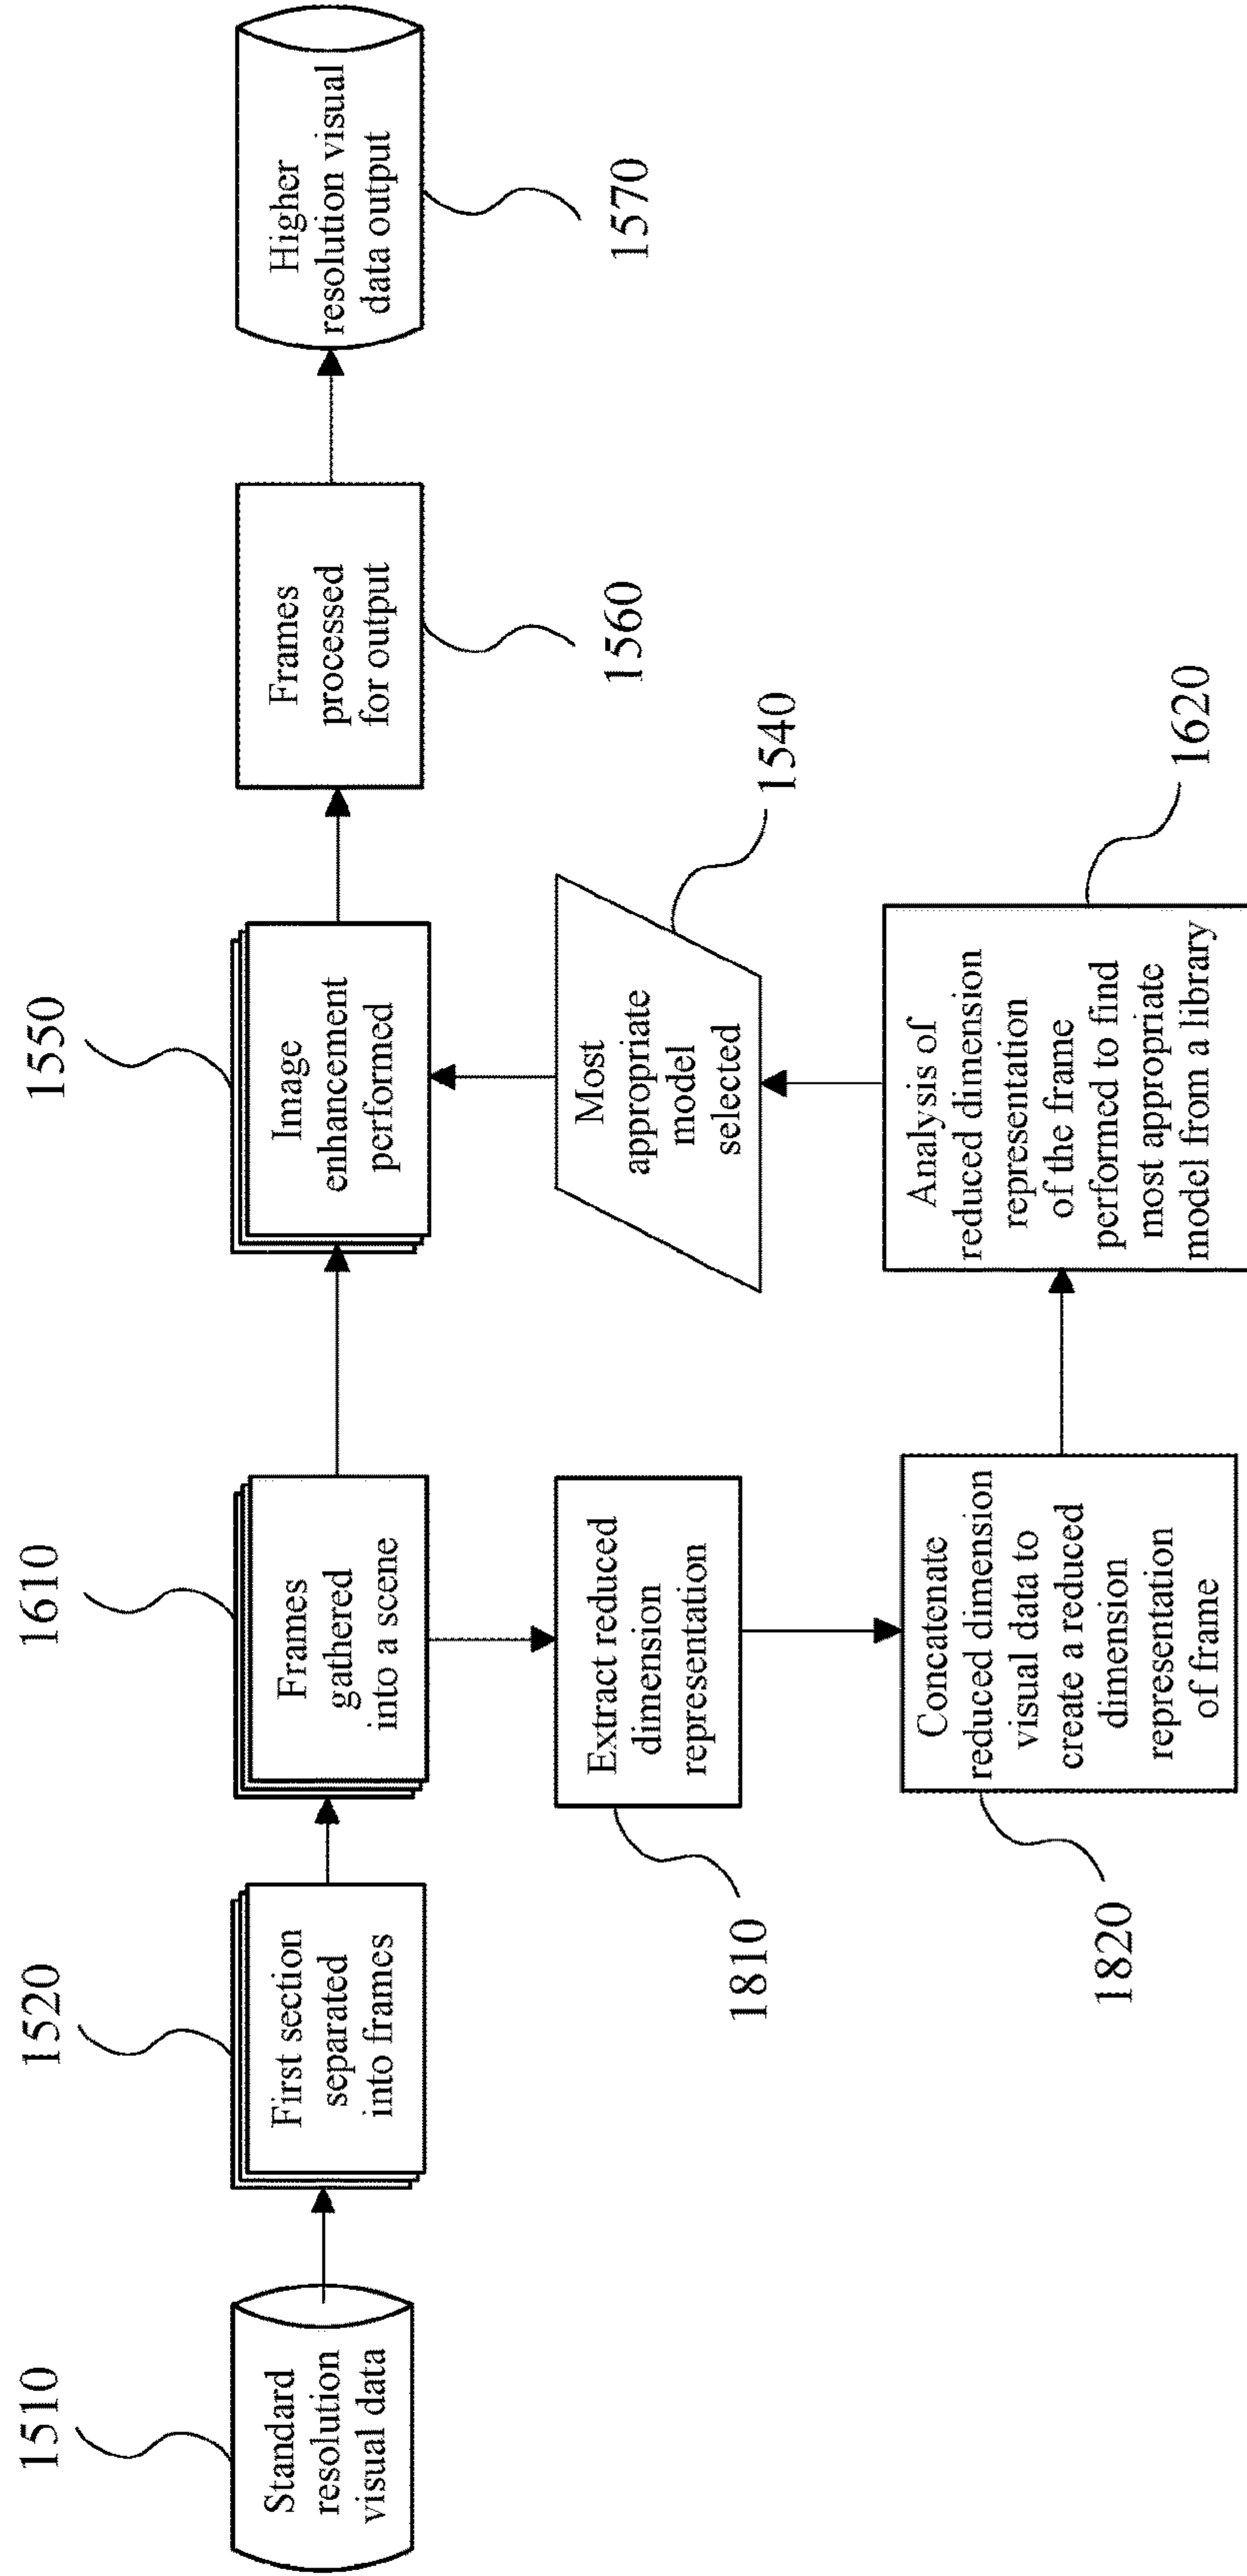 1510
Standard
resolution
visual data
1520
First section
separated
into frames
1610
Frames
gathered
into a scene
1550
Image
enhancement
performed
Frames
processed
for output
1560
Higher
resolution visual
data output
1570
Extract reduced
dimension
representation
1810
Most
appropriate
model
selected
1540
Concatenate
reduced dimension
visual data to
create a reduced
dimension
representation
of frame
1820
Analysis of
reduced dimension
representation
of the frame
performed to find
most appropriate
model from a library
1620